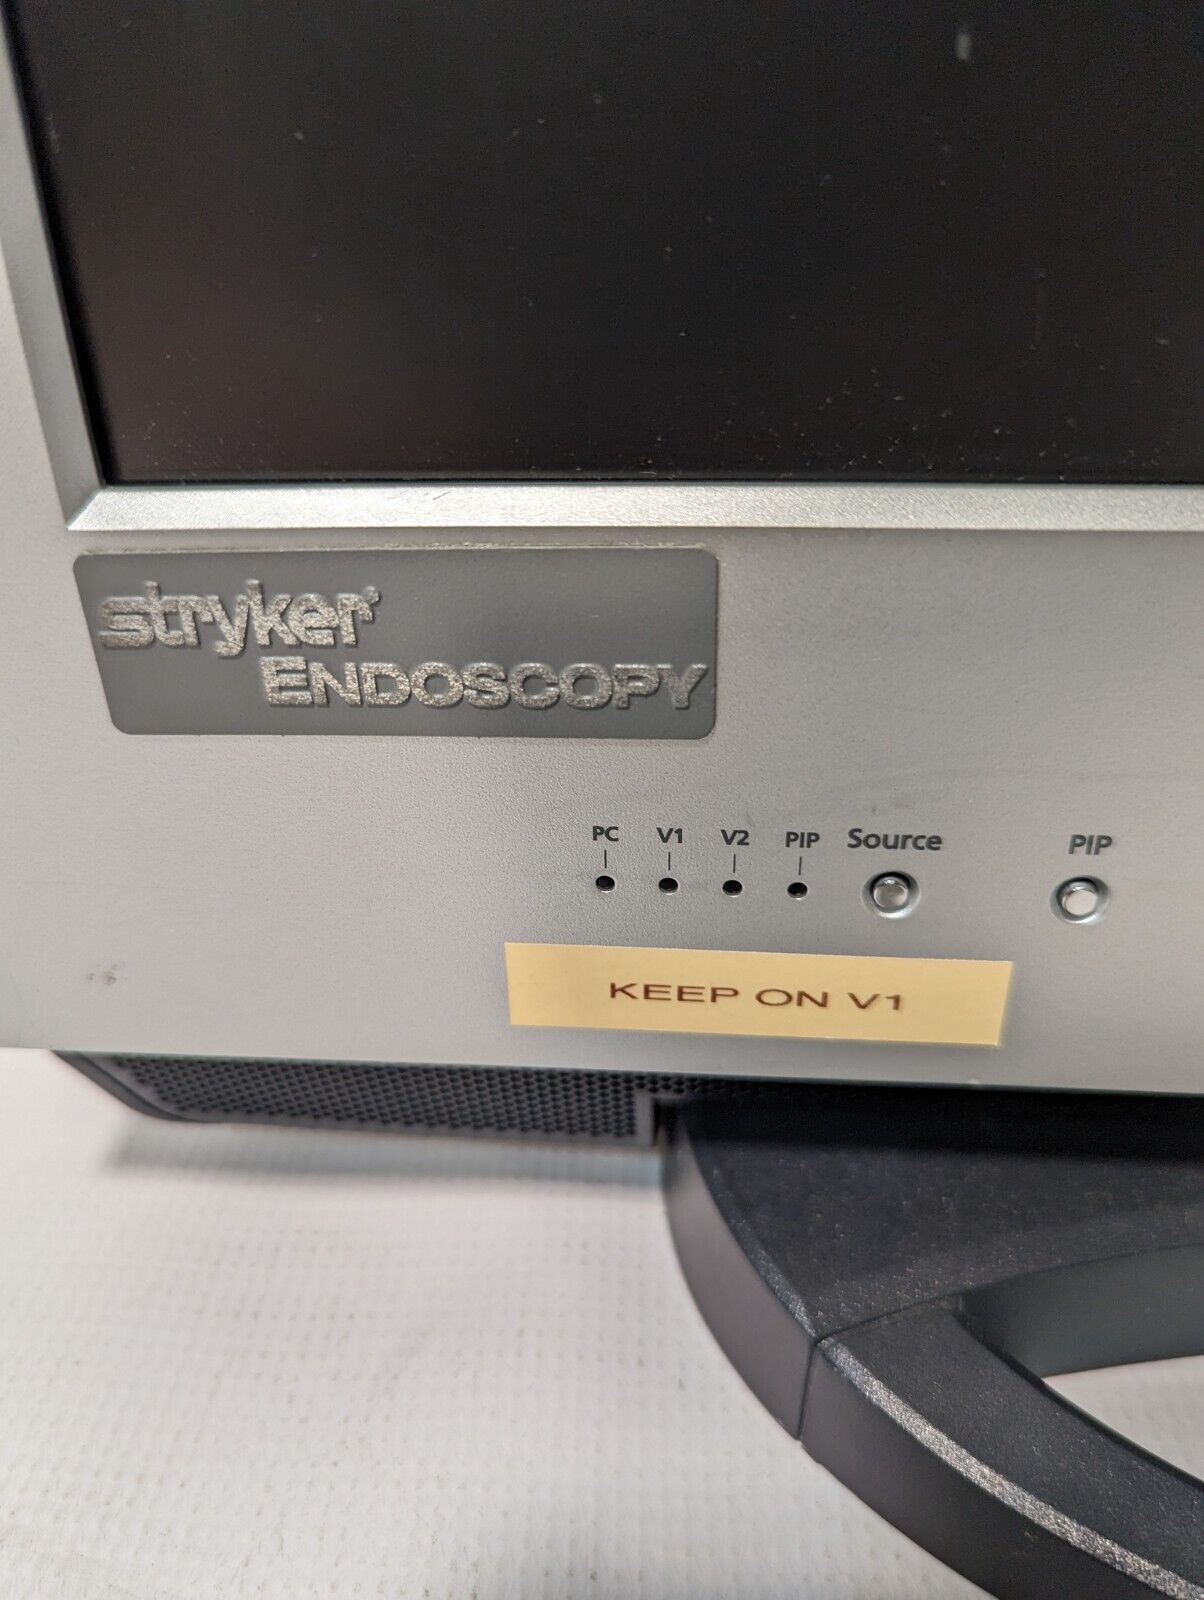 stryker®
ENDOSCOPY
PC V1 V2 PIP Source PIP
KEEP ON V1